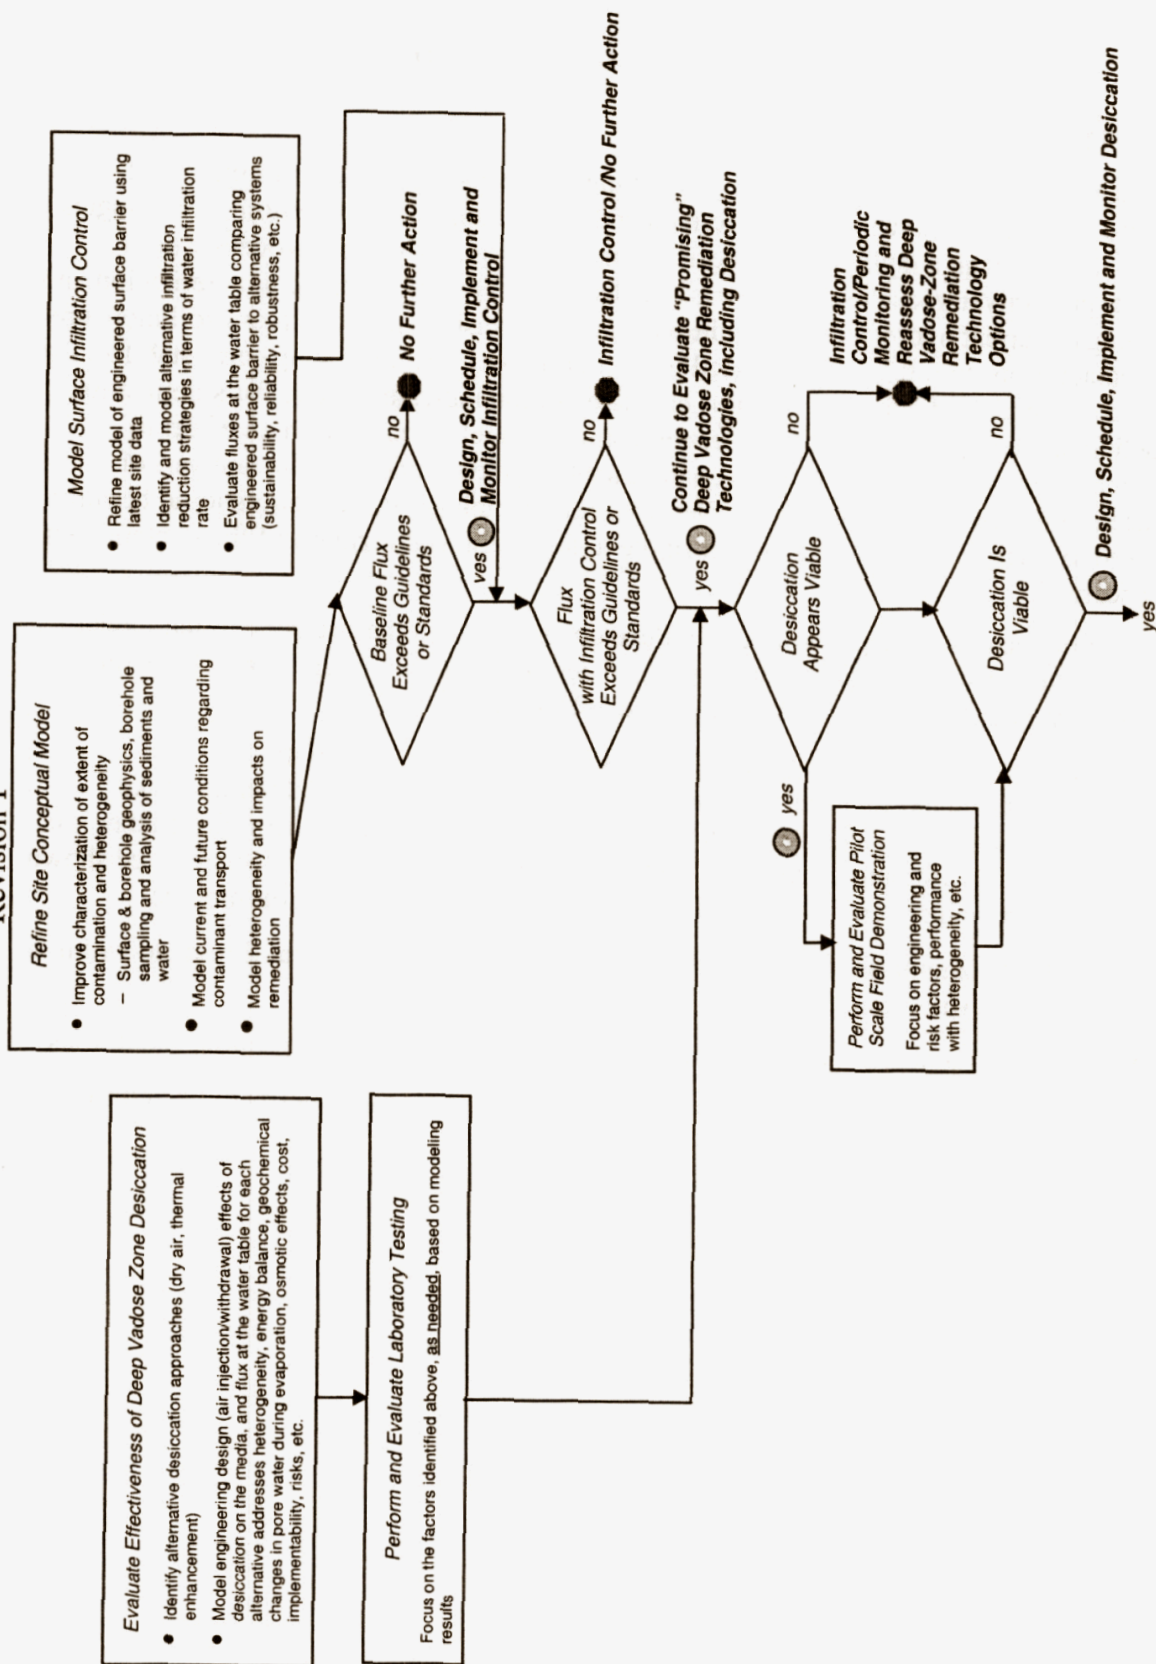 Revision 1
Evaluate Effectiveness of Deep Vadose Zone Desiccation
● Identify alternative desiccation approaches (dry air, thermal
enhancement)
● Model engineering design (air injection/withdrawal) effects of
desiccation on the media, and flux at the water table for each
alternative addresses heterogeneity, energy balance, geochemical
changes in pore water during evaporation, osmotic effects, cost,
implementability, risks, etc.
Perform and Evaluate Laboratory Testing
Focus on the factors identified above, as needed, based on modeling
results
Refine Site Conceptual Model
● Improve characterization of extent of
contamination and heterogeneity
– Surface & borehole geophysics, borehole
sampling and analysis of sediments and
water
● Model current and future conditions regarding
contaminant transport
● Model heterogeneity and impacts on
remediation
Model Surface Infiltration Control
● Refine model of engineered surface barrier using
latest site data
● Identify and model alternative infiltration
reduction strategies in terms of water infiltration
rate
● Evaluate fluxes at the water table comparing
engineered surface barrier to alternative systems
(sustainability, reliability, robustness, etc.)
Baseline Flux
Exceeds Guidelines
or Standards
no
No Further Action
yes
Design, Schedule, Implement and
Monitor Infiltration Control
Flux
with Infiltration Control
Exceeds Guidelines or
Standards
no
Infiltration Control /No Further Action
yes
Continue to Evaluate "Promising"
Deep Vadose Zone Remediation
Technologies, including Desiccation
Desiccation
Appears Viable
no
yes
Infiltration
Control/Periodic
Monitoring and
Reassess Deep
Vadose-Zone
Remediation
Technology
Options
Perform and Evaluate Pilot
Scale Field Demonstration
Focus on engineering and
risk factors, performance
with heterogeneity, etc.
Desiccation Is
Viable
no
Design, Schedule, Implement and Monitor Desiccation
yes